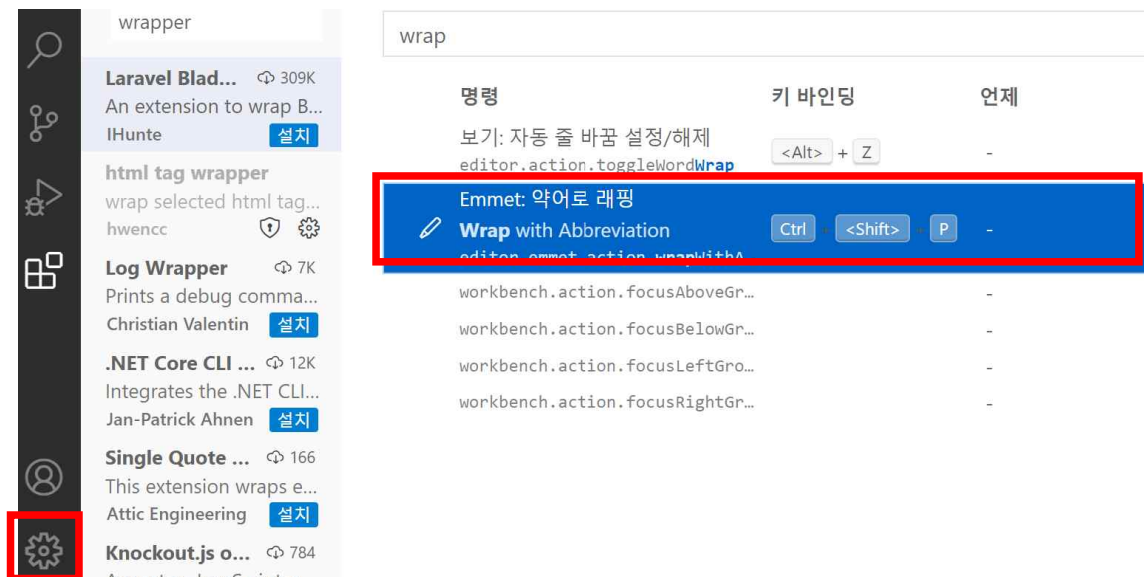 wrapper
Laravel Blad... 309K
An extension to wrap B...
IHunte 설치
html tag wrapper
wrap selected html tag...
hwencc
Log Wrapper 7K
Prints a debug comma...
Christian Valentin 설치
.NET Core CLI ... 12K
Integrates the .NET CLI...
Jan-Patrick Ahnen 설치
Single Quote ... 166
This extension wraps e...
Attic Engineering 설치
Knockout.js o... 784
wrap
명령 키 바인딩 언제
보기: 자동 줄 바꿈 설정/해제
editor.action.toggleWordWrap <Alt> + Z -
Emmet: 약어로 래핑
Wrap with Abbreviation Ctrl + <Shift> + P -
editor.emmet.action.wrapWithA...
workbench.action.focusAboveGr... -
workbench.action.focusBelowGr... -
workbench.action.focusLeftGro... -
workbench.action.focusRightGr... -